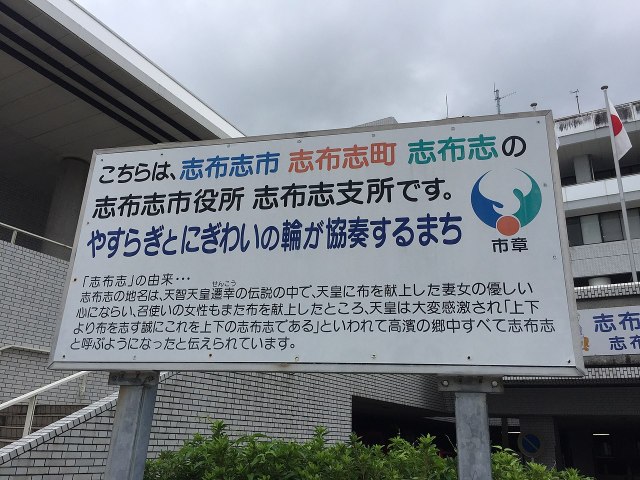 こちらは、志布志市 志布志町 志布志の
志布志市役所 志布志支所です。
やすらぎとにぎわいの輪が協奏するまち
市章
「志布志」の由来･･･
せんこう
志布志の地名は、天智天皇遷幸の伝説の中で、天皇に布を献上した妻女の優しい
心にならい、召使いの女性もまた布を献上したところ、天皇は大変感激され「上下
より布を志す誠にこれを上下の志布志である」といわれて高濱の郷中すべて志布志
と呼ぶようになったと伝えられています。
志布志
志布